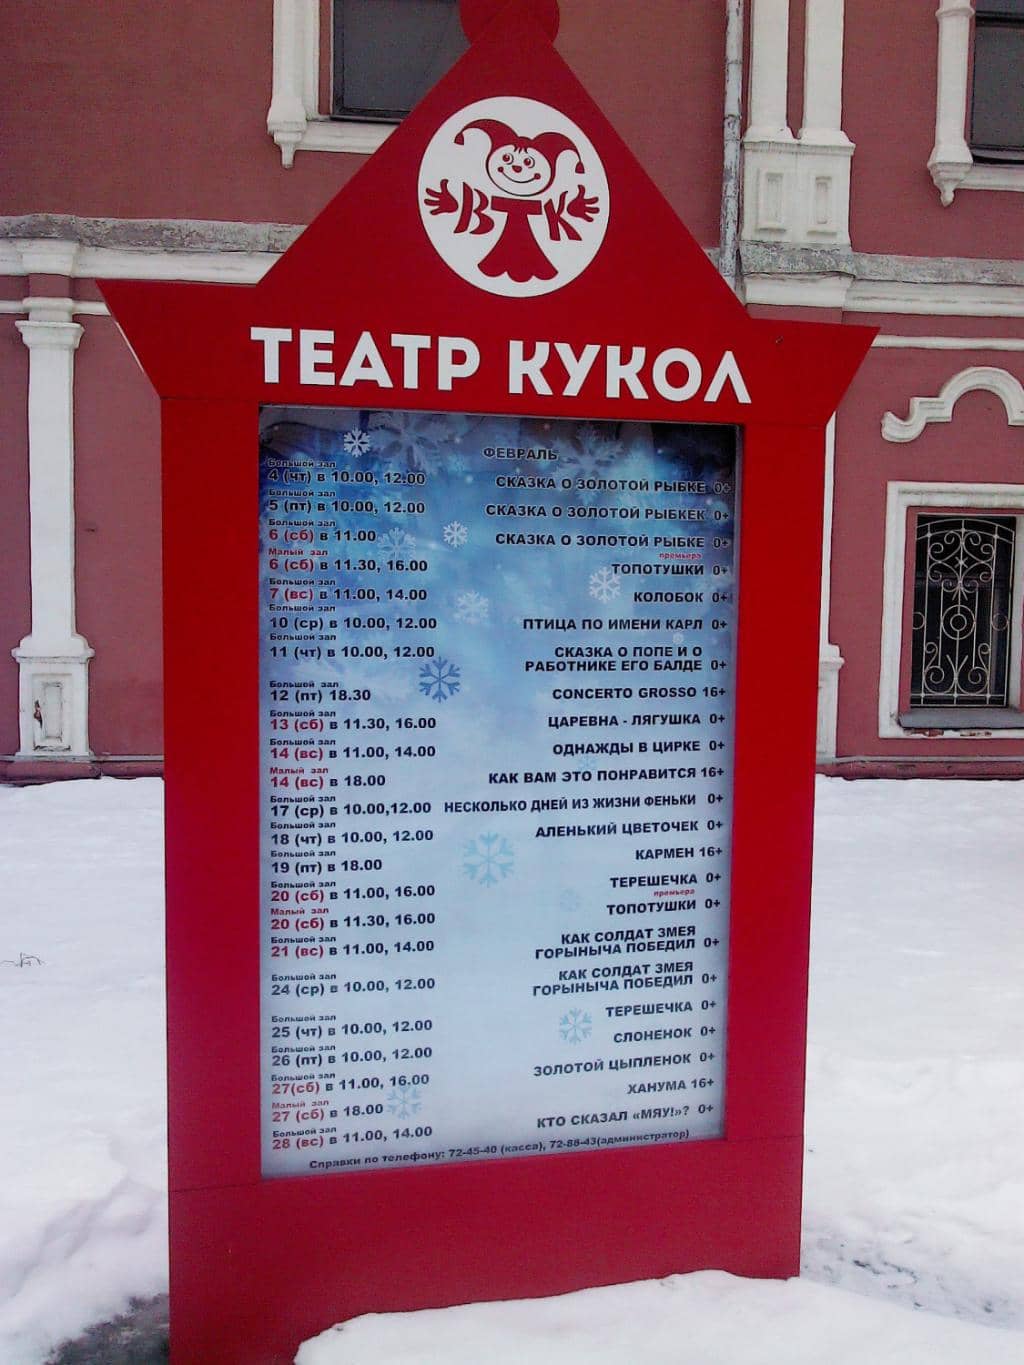 ВТК
ТЕАТР КУКОЛ
ФЕВРАЛЬ
Большой зал
4 (чт) в 10.00, 12.00 СКАЗКА О ЗОЛОТОЙ РЫБКЕ 0+
Большой зал
5 (пт) в 10.00, 12.00 СКАЗКА О ЗОЛОТОЙ РЫБКЕК 0+
Большой зал
6 (сб) в 11.00 СКАЗКА О ЗОЛОТОЙ РЫБКЕ 0+
Малый зал премьера
6 (сб) в 11.30, 16.00 ТОПОТУШКИ 0+
Большой зал
7 (вс) в 11.00, 14.00 КОЛОБОК 0+
Большой зал
10 (ср) в 10.00, 12.00 ПТИЦА ПО ИМЕНИ КАРЛ 0+
Большой зал
11 (чт) в 10.00, 12.00 СКАЗКА О ПОПЕ И О
РАБОТНИКЕ ЕГО БАЛДЕ 0+
Большой зал
12 (пт) 18.30 CONCERTO GROSSO 16+
Большой зал
13 (сб) в 11.30, 16.00 ЦАРЕВНА - ЛЯГУШКА 0+
Большой зал
14 (вс) в 11.00, 14.00 ОДНАЖДЫ В ЦИРКЕ 0+
Малый зал
14 (вс) в 18.00 КАК ВАМ ЭТО ПОНРАВИТСЯ 16+
Большой зал
17 (ср) в 10.00,12.00 НЕСКОЛЬКО ДНЕЙ ИЗ ЖИЗНИ ФЕНЬКИ 0+
Большой зал
18 (чт) в 10.00, 12.00 АЛЕНЬКИЙ ЦВЕТОЧЕК 0+
Большой зал
19 (пт) в 18.00 КАРМЕН 16+
Большой зал
20 (сб) в 11.00, 16.00 ТЕРЕШЕЧКА 0+
Малый зал премьера
20 (сб) в 11.30, 16.00 ТОПОТУШКИ 0+
Большой зал
21 (вс) в 11.00, 14.00 КАК СОЛДАТ ЗМЕЯ
ГОРЫНЫЧА ПОБЕДИЛ 0+
Большой зал
24 (ср) в 10.00, 12.00 КАК СОЛДАТ ЗМЕЯ
ГОРЫНЫЧА ПОБЕДИЛ 0+
Большой зал
25 (чт) в 10.00, 12.00 ТЕРЕШЕЧКА 0+
Большой зал
26 (пт) в 10.00, 12.00 СЛОНЕНОК 0+
Большой зал
27(сб) в 11.00, 16.00 ЗОЛОТОЙ ЦЫПЛЕНОК 0+
Малый зал
27 (сб) в 18.00 ХАНУМА 16+
Большой зал
28 (вс) в 11.00, 14.00 КТО СКАЗАЛ «МЯУ!»? 0+
Справки по телефону: 72-45-40 (касса), 72-88-43(администратор)